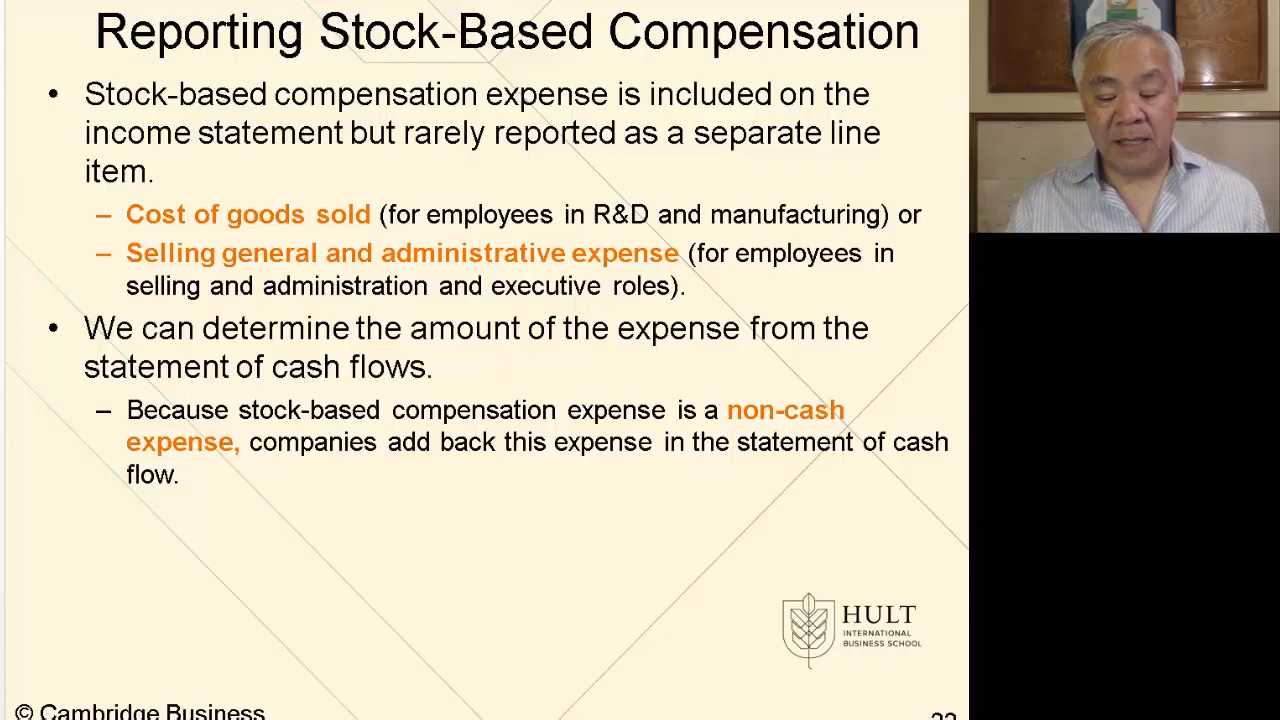 Reporting Stock-Based Compensation
• Stock-based compensation expense is included on the
income statement but rarely reported as a separate line
item.
– Cost of goods sold (for employees in R&D and manufacturing) or
– Selling general and administrative expense (for employees in
selling and administration and executive roles).
• We can determine the amount of the expense from the
statement of cash flows.
– Because stock-based compensation expense is a non-cash
expense, companies add back this expense in the statement of cash
flow.
HULT
INTERNATIONAL
BUSINESS SCHOOL
© Cambridge Business